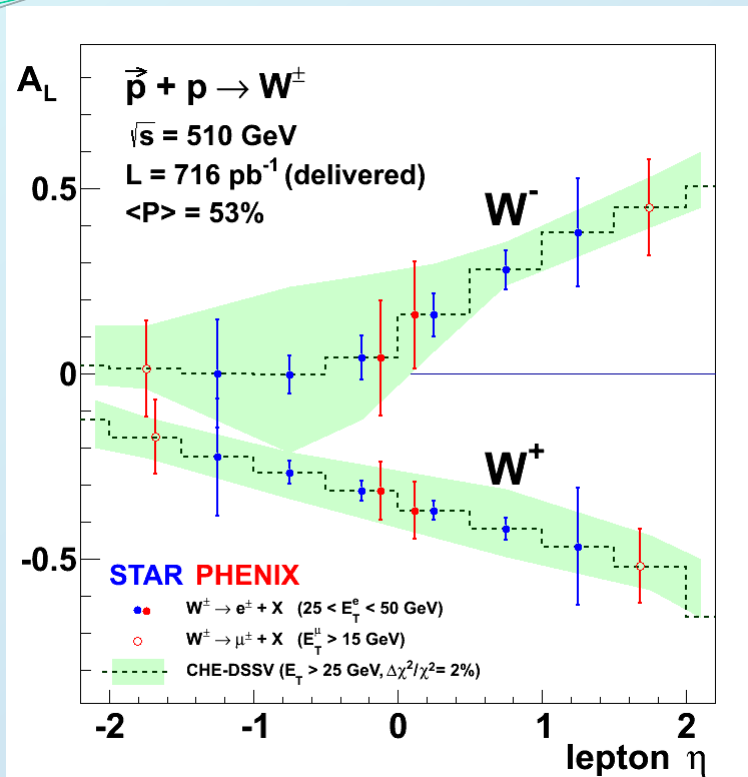 A_L
p⃗ + p → W^±
√s = 510 GeV
L = 716 pb^-1 (delivered)
<P> = 53%
0.5
W^-
0
W^+
-0.5
STAR PHENIX
W^± → e^± + X (25 < E_T^e < 50 GeV)
W^± → μ^± + X (E_T^μ > 15 GeV)
CHE-DSSV (E_T > 25 GeV, Δχ²/χ² = 2%)
-2 -1 0 1 2
lepton η